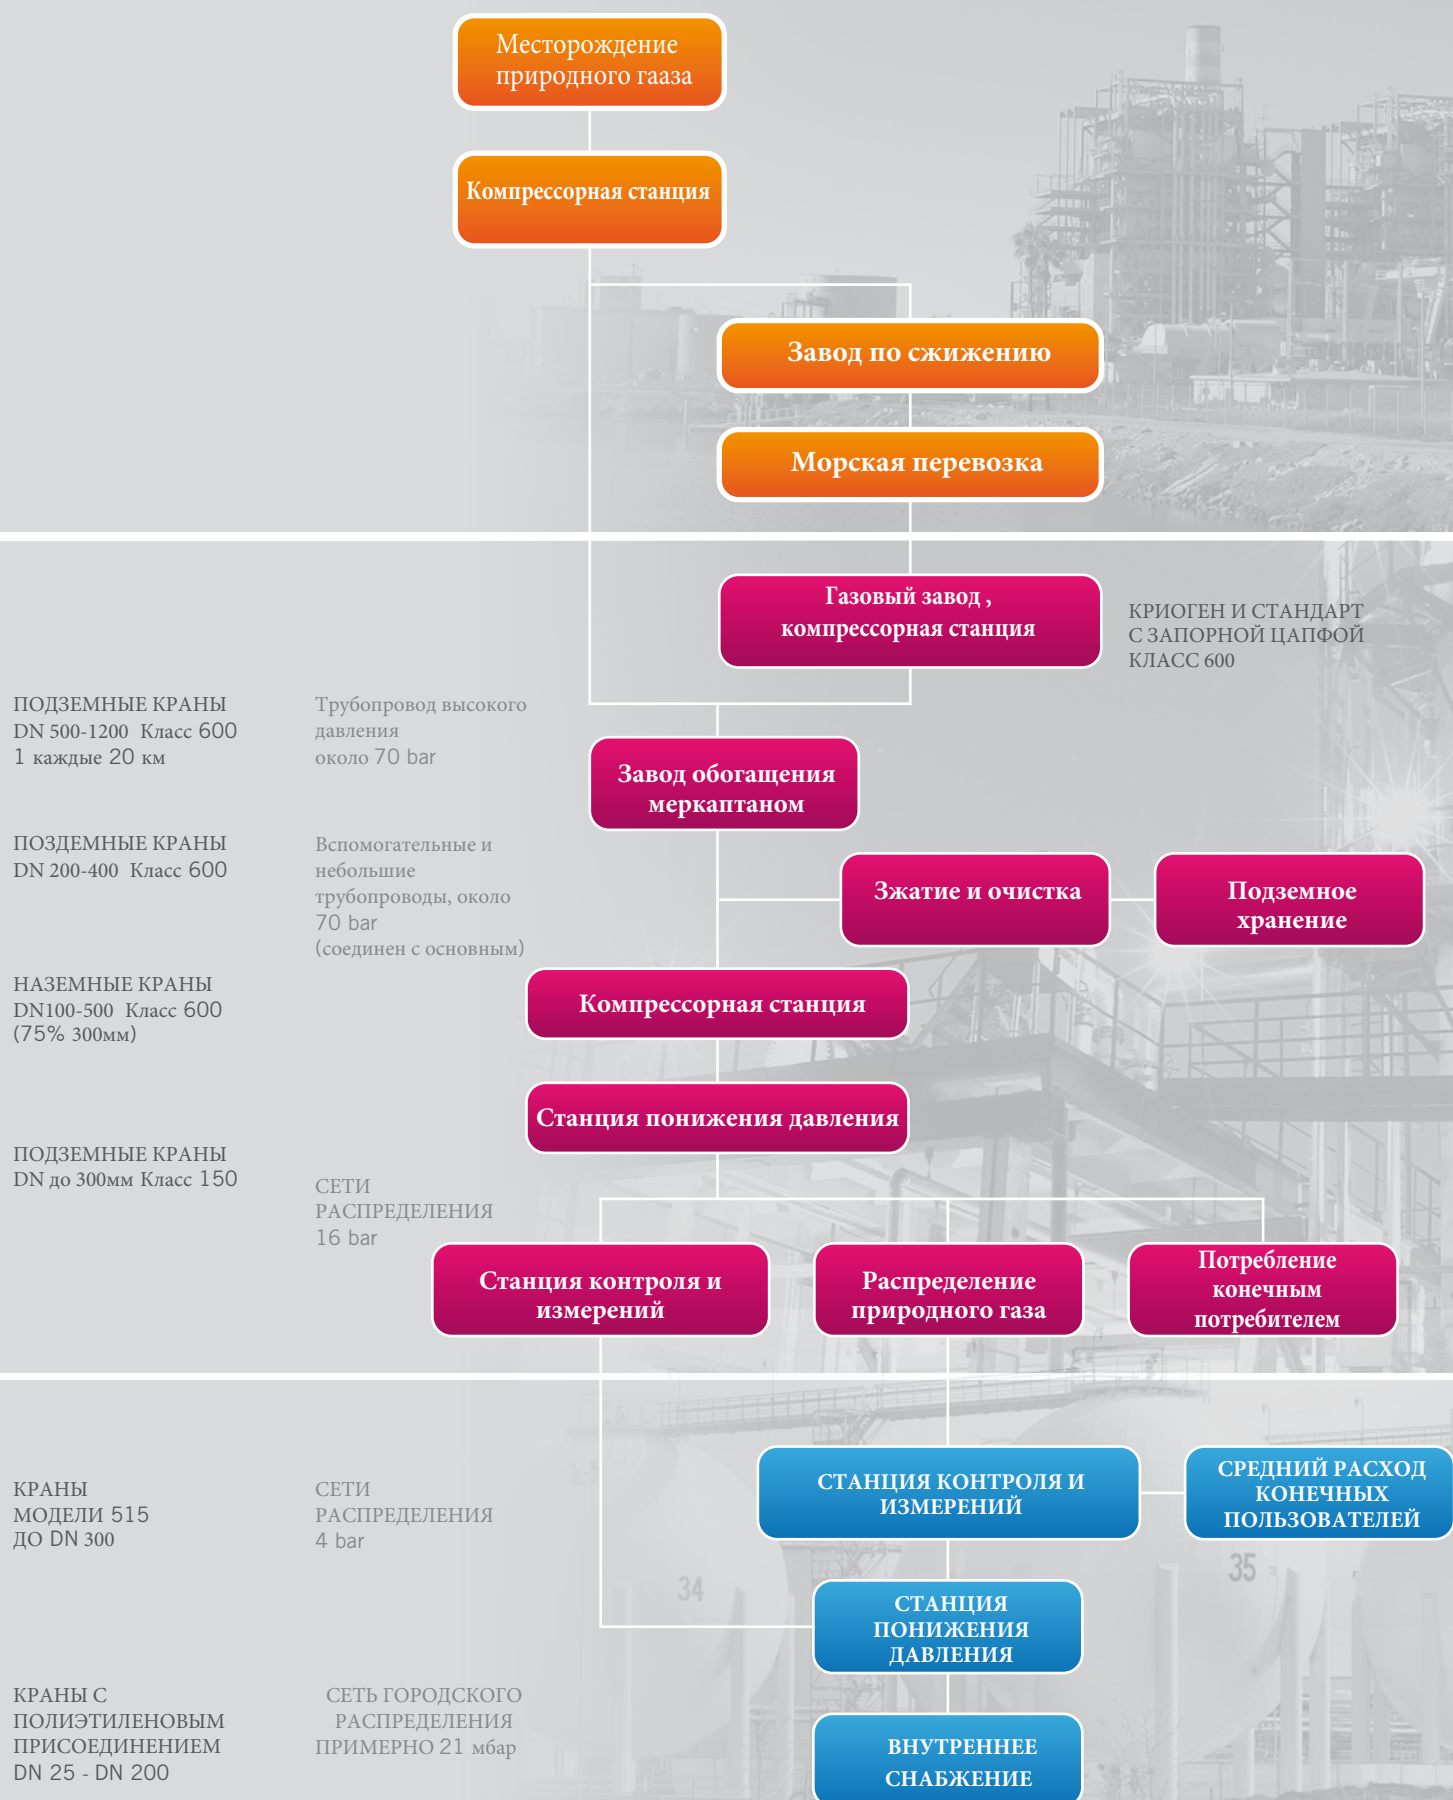 Месторождение
природного гааза
Компрессорная станция
Завод по сжижению
Морская перевозка
Газовый завод ,
компрессорная станция
КРИОГЕН И СТАНДАРТ
С ЗАПОРНОЙ ЦАПФОЙ
КЛАСС 600
ПОДЗЕМНЫЕ КРАНЫ
DN 500-1200 Класс 600
1 каждые 20 км
Трубопровод высокого
давления
около 70 bar
Завод обогащения
меркаптаном
ПОЗДЕМНЫЕ КРАНЫ
DN 200-400 Класс 600
Вспомогательные и
небольшие
трубопроводы, около
70 bar
(соединен с основным)
Зжатие и очистка
Подземное
хранение
НАЗЕМНЫЕ КРАНЫ
DN100-500 Класс 600
(75% 300мм)
Компрессорная станция
Станция понижения давления
ПОДЗЕМНЫЕ КРАНЫ
DN до 300мм Класс 150
СЕТИ
РАСПРЕДЕЛЕНИЯ
16 bar
Станция контроля и
измерений
Распределение
природного газа
Потребление
конечным
потребителем
КРАНЫ
МОДЕЛИ 515
ДО DN 300
СЕТИ
РАСПРЕДЕЛЕНИЯ
4 bar
СТАНЦИЯ КОНТРОЛЯ И
ИЗМЕРЕНИЙ
СРЕДНИЙ РАСХОД
КОНЕЧНЫХ
ПОЛЬЗОВАТЕЛЕЙ
34
35
СТАНЦИЯ
ПОНИЖЕНИЯ
ДАВЛЕНИЯ
КРАНЫ С
ПОЛИЭТИЛЕНОВЫМ
ПРИСОЕДИНЕНИЕМ
DN 25 - DN 200
СЕТЬ ГОРОДСКОГО
РАСПРЕДЕЛЕНИЯ
ПРИМЕРНО 21 мбар
ВНУТРЕННЕЕ
СНАБЖЕНИЕ